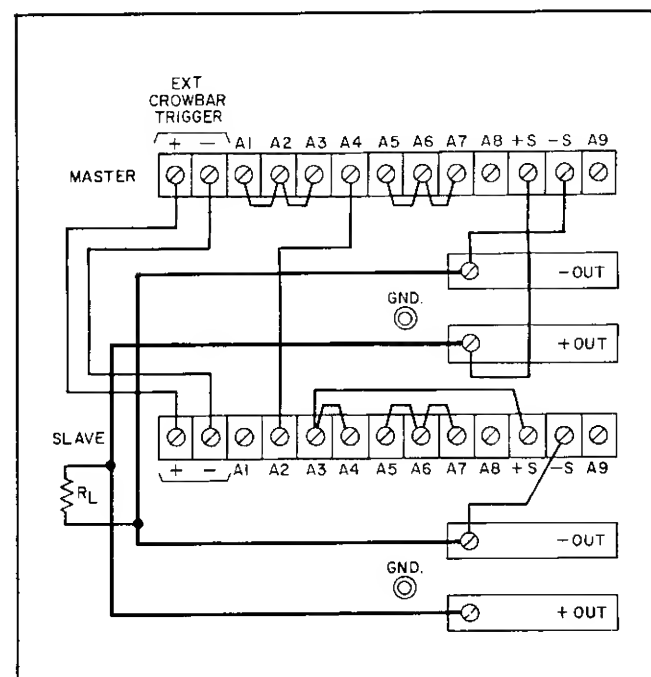 EXT
CROWBAR
TRIGGER
+ − A1 A2 A3 A4 A5 A6 A7 A8 +S −S A9
MASTER
−OUT
GND.
+OUT
SLAVE
+ − A1 A2 A3 A4 A5 A6 A7 A8 +S −S A9
RL
−OUT
GND.
+OUT